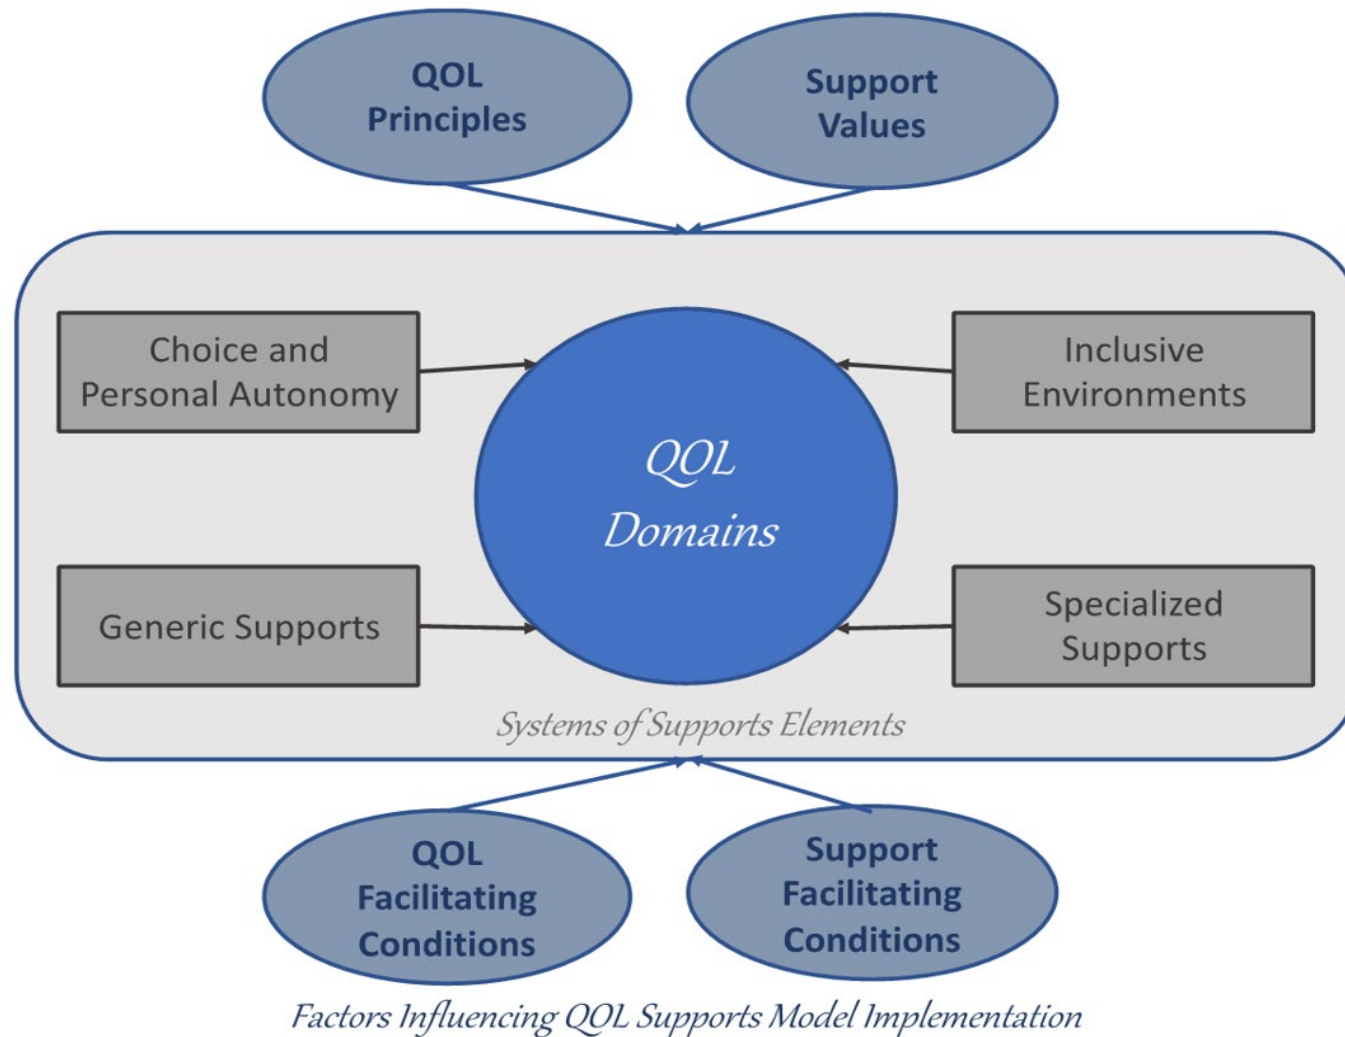 QOL
Principles
Support
Values
Choice and
Personal Autonomy
Inclusive
Environments
QOL
Domains
Generic Supports
Specialized
Supports
Systems of Supports Elements
QOL
Facilitating
Conditions
Support
Facilitating
Conditions
Factors Influencing QOL Supports Model Implementation